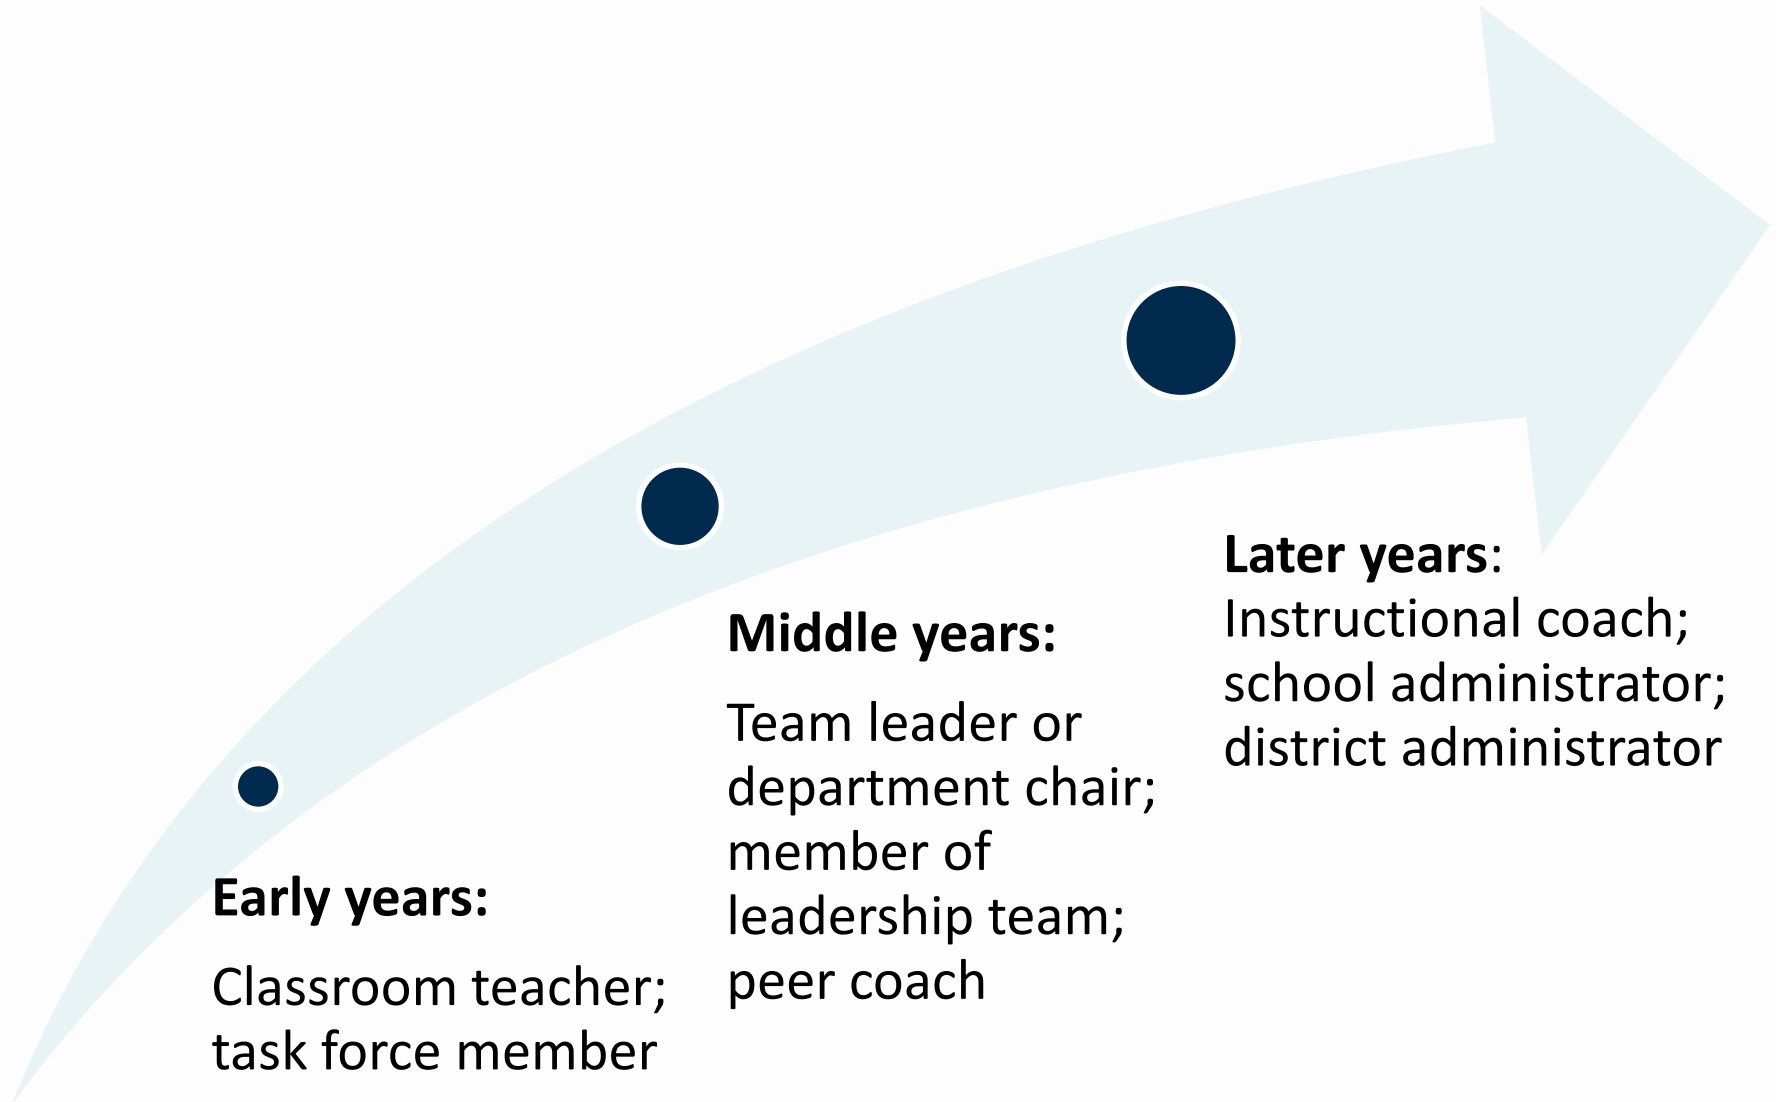 Early years:
Classroom teacher;
task force member
Middle years:
Team leader or
department chair;
member of
leadership team;
peer coach
Later years:
Instructional coach;
school administrator;
district administrator